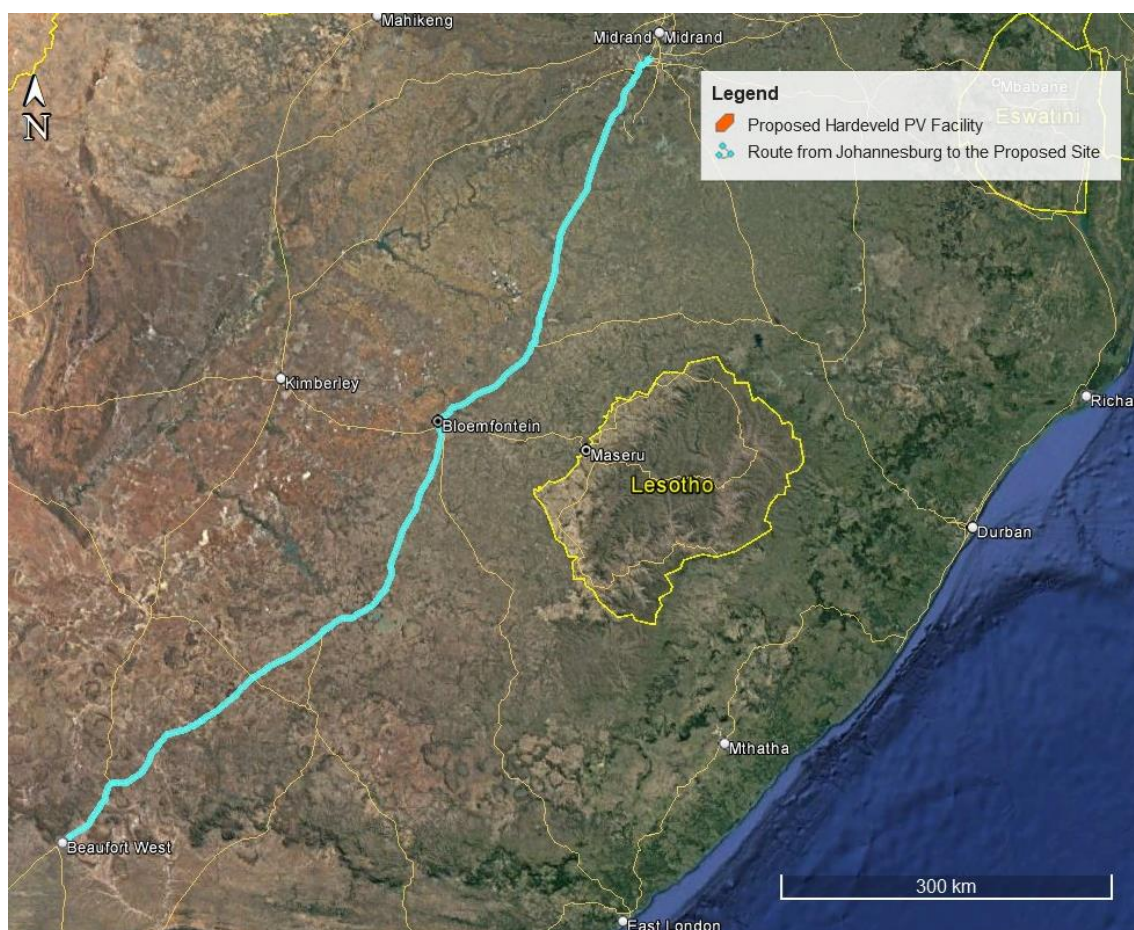 Mahikeng
Midrand Midrand
N
Legend
Proposed Hardeveld PV Facility
Route from Johannesburg to the Proposed Site
Mbabane
Eswatini
Kimberley
Richa
Bloemfontein
Maseru
Lesotho
Durban
Mthatha
Beaufort West
300 km
East London